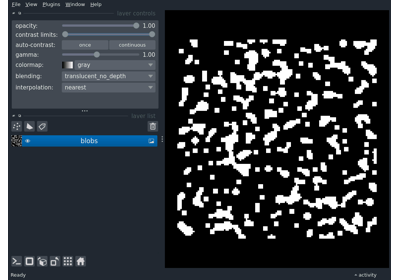 File View Plugins Window Help
layer controls
opacity: 1.00
contrast limits:
auto-contrast: once continuous
gamma: 1.00
colormap: gray
blending: translucent_no_depth
interpolation: nearest
layer list
blobs
Ready activity